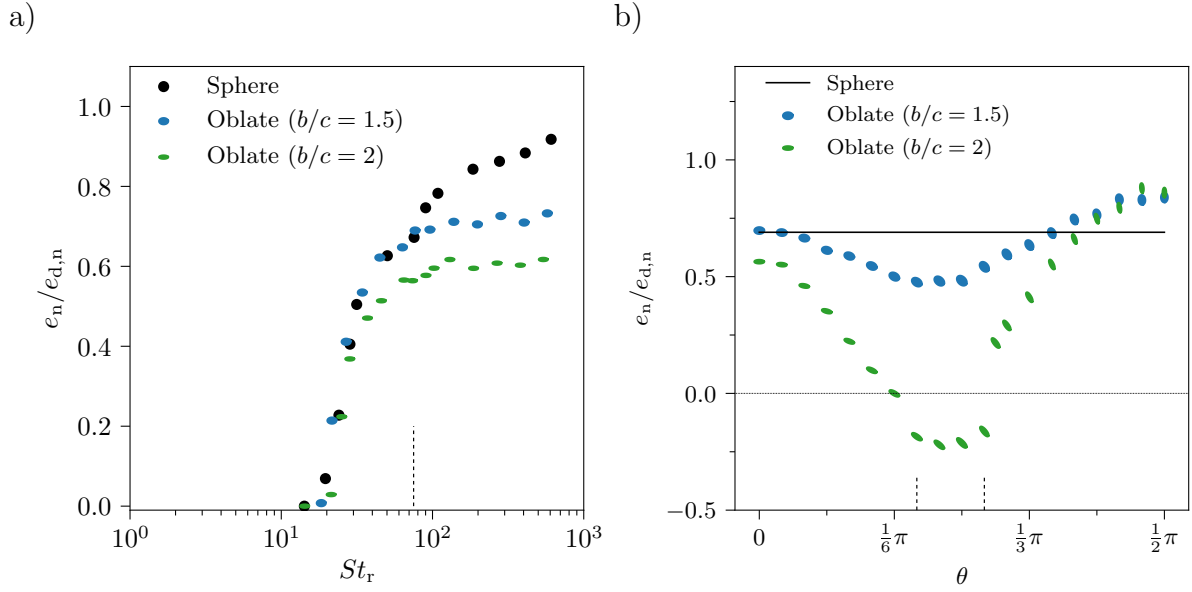 a)
Sphere
Oblate (b/c = 1.5)
Oblate (b/c = 2)
1.0
0.8
0.6
0.4
0.2
0.0
e_n/e_{d,n}
10^0
10^1
10^2
10^3
St_r
b)
Sphere
Oblate (b/c = 1.5)
Oblate (b/c = 2)
1.0
0.5
0.0
−0.5
e_n/e_{d,n}
0
1/6 π
1/3 π
1/2 π
θ